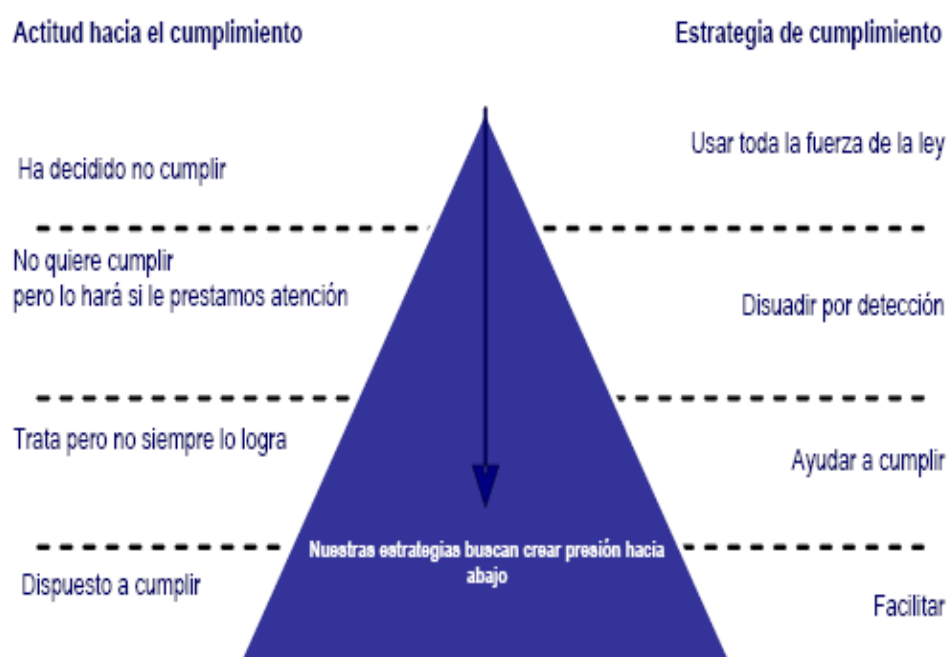 Actitud hacia el cumplimiento
Estrategia de cumplimiento
Ha decidido no cumplir
Usar toda la fuerza de la ley
No quiere cumplir
pero lo hará si le prestamos atención
Disuadir por detección
Trata pero no siempre lo logra
Ayudar a cumplir
Nuestras estrategias buscan crear presión hacia
abajo
Dispuesto a cumplir
Facilitar